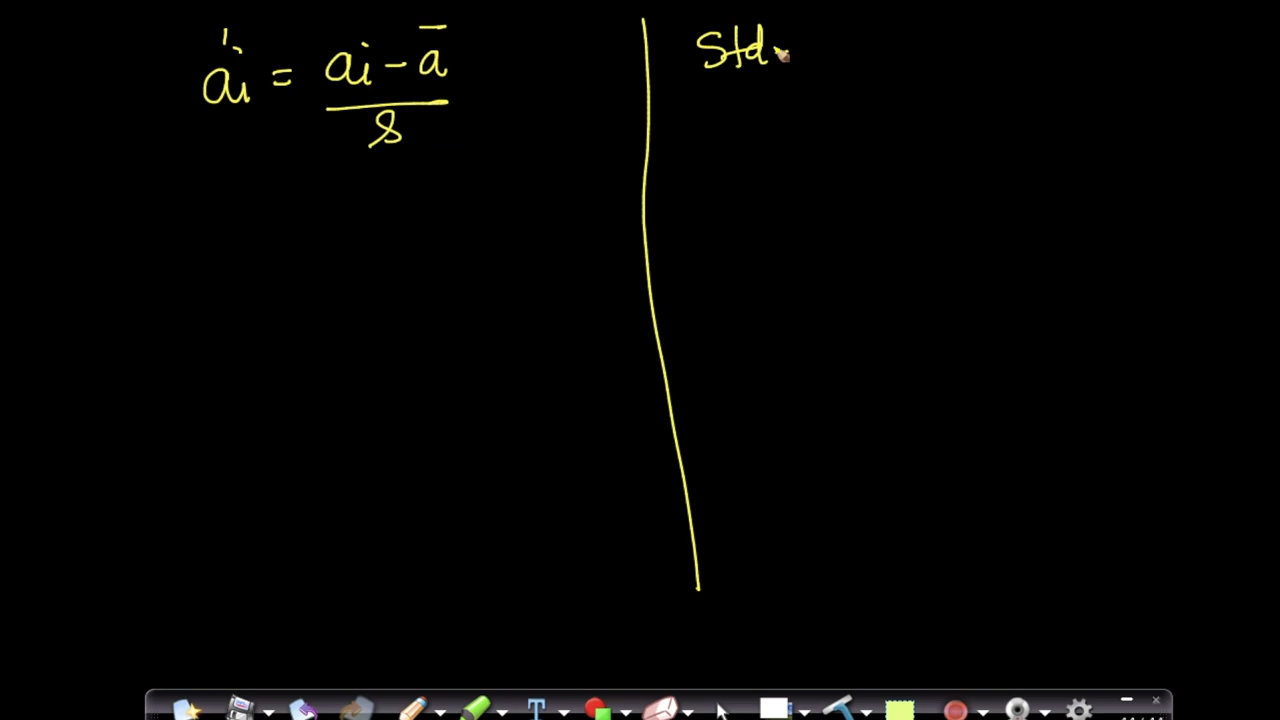 a'i = ai - ā
s
Std